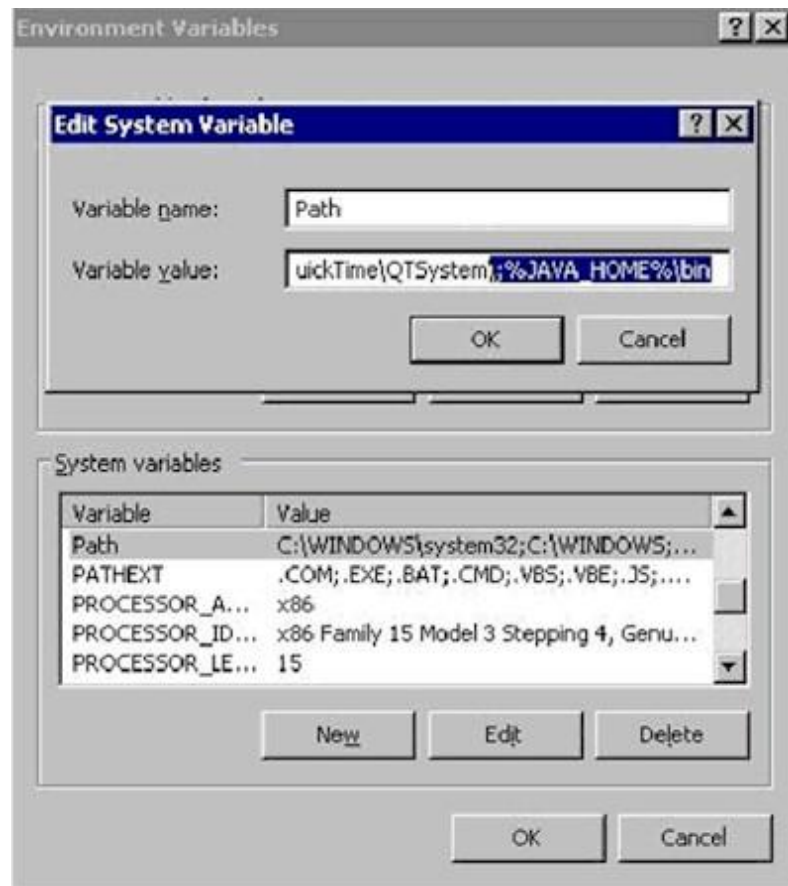 Environment Variables
Edit System Variable
Variable name:
Path
Variable value:
uickTime\QTSystem\;%JAVA_HOME%\bin
OK
Cancel
System variables
Variable
Value
Path
C:\WINDOWS\system32;C:\WINDOWS;...
PATHEXT
.COM;.EXE;.BAT;.CMD;.VBS;.VBE;.JS;....
PROCESSOR_A...
x86
PROCESSOR_ID...
x86 Family 15 Model 3 Stepping 4, Genu...
PROCESSOR_LE...
15
New
Edit
Delete
OK
Cancel